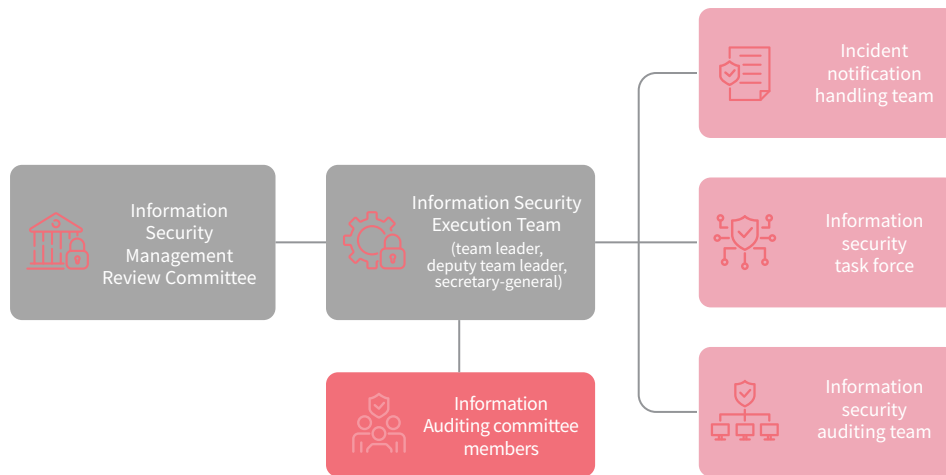 Information
Security
Management
Review Committee
Information Security
Execution Team
(team leader,
deputy team leader,
secretary-general)
Information
Auditing committee
members
Incident
notification
handling team
Information
security
task force
Information
security
auditing team